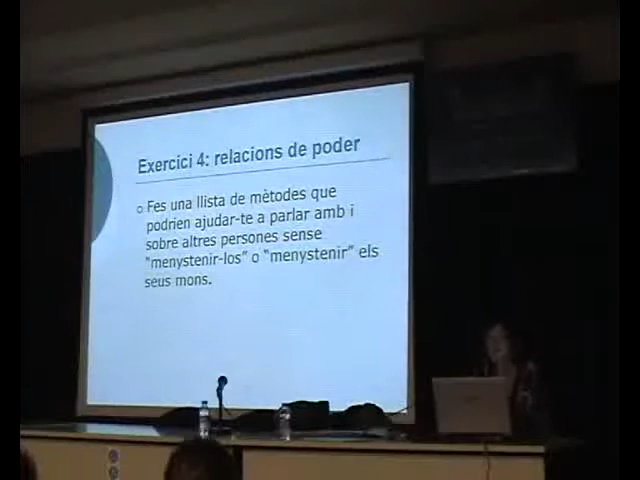 Exercici 4: relacions de poder
Fes una llista de mètodes que
podrien ajudar-te a parlar amb i
sobre altres persones sense
"menystenir-los" o "menystenir" els
seus mons.